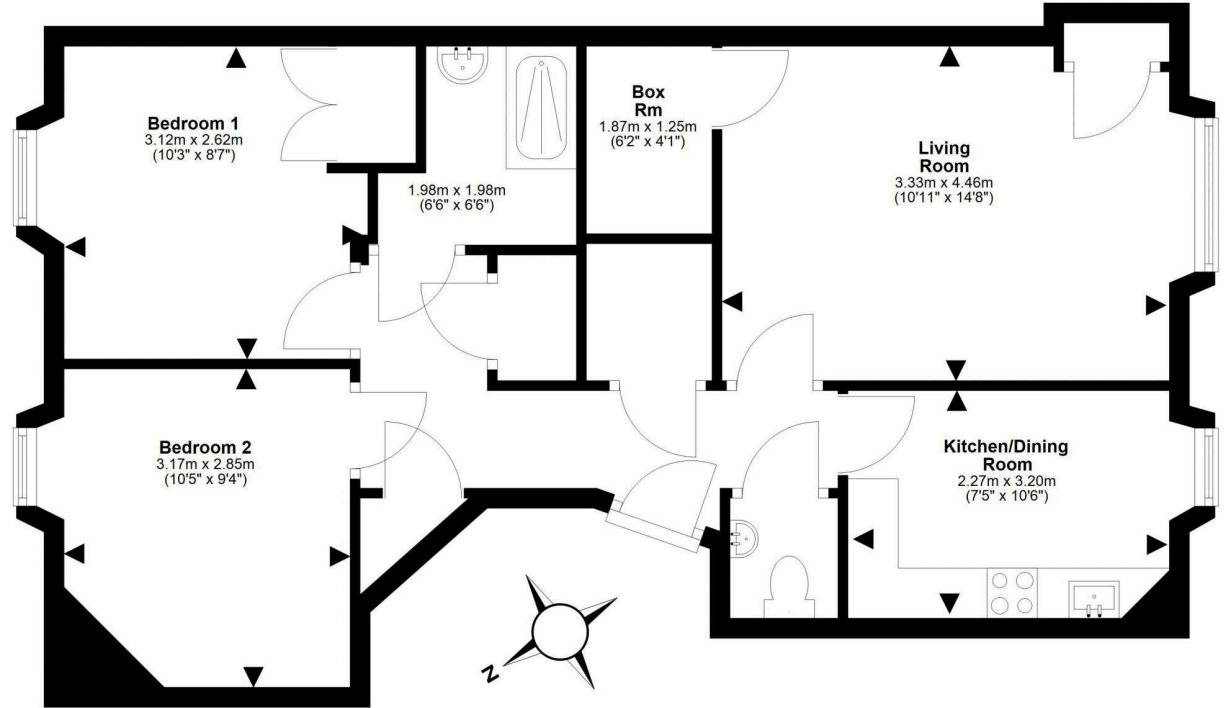 Bedroom 1
3.12m x 2.62m
(10'3" x 8'7")
1.98m x 1.98m
(6'6" x 6'6")
Box
Rm
1.87m x 1.25m
(6'2" x 4'1")
Living
Room
3.33m x 4.46m
(10'11" x 14'8")
Bedroom 2
3.17m x 2.85m
(10'5" x 9'4")
Kitchen/Dining
Room
2.27m x 3.20m
(7'5" x 10'6")
N